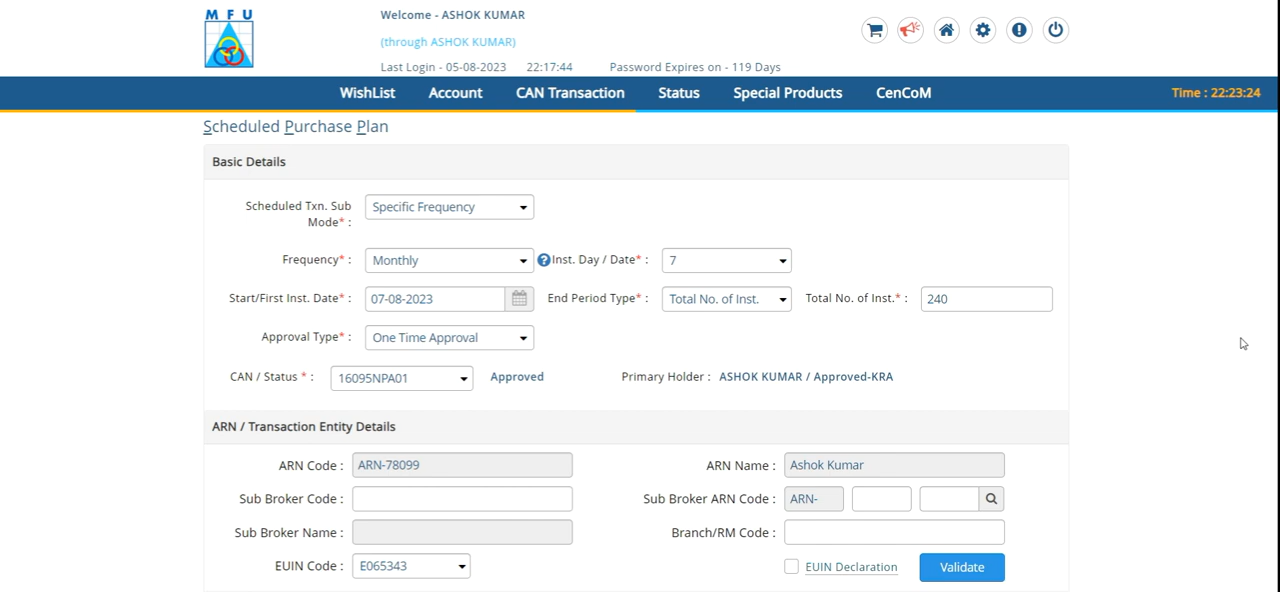 M F U
Welcome - ASHOK KUMAR
(through ASHOK KUMAR)
Last Login - 05-08-2023 22:17:44 Password Expires on - 119 Days
WishList Account CAN Transaction Status Special Products CenCoM Time : 22:23:24
Scheduled Purchase Plan
Basic Details
Scheduled Txn. Sub Mode* : Specific Frequency
Frequency* : Monthly ? Inst. Day / Date* : 7
Start/First Inst. Date* : 07-08-2023 End Period Type* : Total No. of Inst. Total No. of Inst.* : 240
Approval Type* : One Time Approval
CAN / Status * : 16095NPA01 Approved Primary Holder : ASHOK KUMAR / Approved-KRA
ARN / Transaction Entity Details
ARN Code : ARN-78099 ARN Name : Ashok Kumar
Sub Broker Code : Sub Broker ARN Code : ARN-
Sub Broker Name : Branch/RM Code :
EUIN Code : E065343 EUIN Declaration Validate